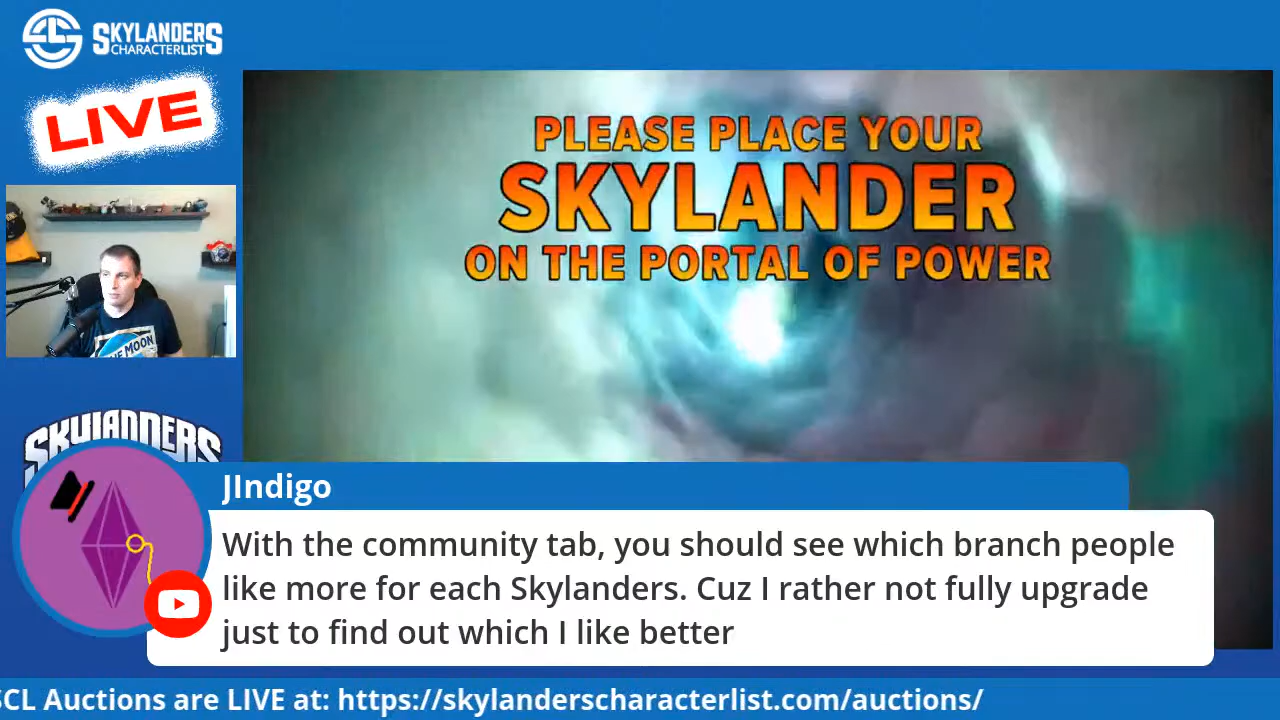 SKYLANDERS
CHARACTERLIST
LIVE
PLEASE PLACE YOUR
SKYLANDER
ON THE PORTAL OF POWER
MOON
SKYLANDERS
JIndigo
With the community tab, you should see which branch people
like more for each Skylanders. Cuz I rather not fully upgrade
just to find out which I like better
SCL Auctions are LIVE at: https://skylanderscharacterlist.com/auctions/